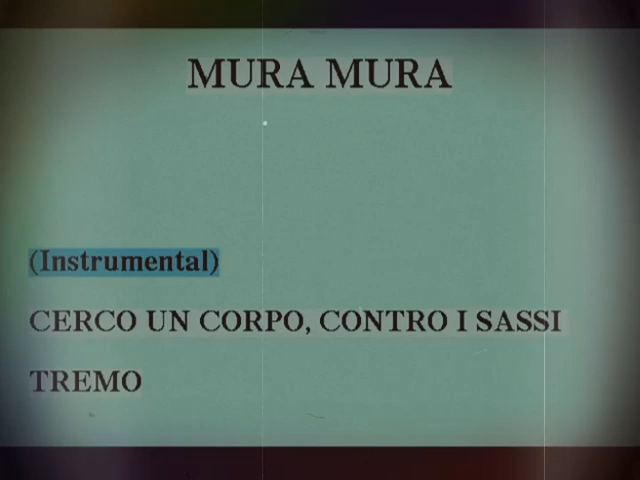 MURA MURA
(Instrumental)
CERCO UN CORPO, CONTRO I SASSI
TREMO